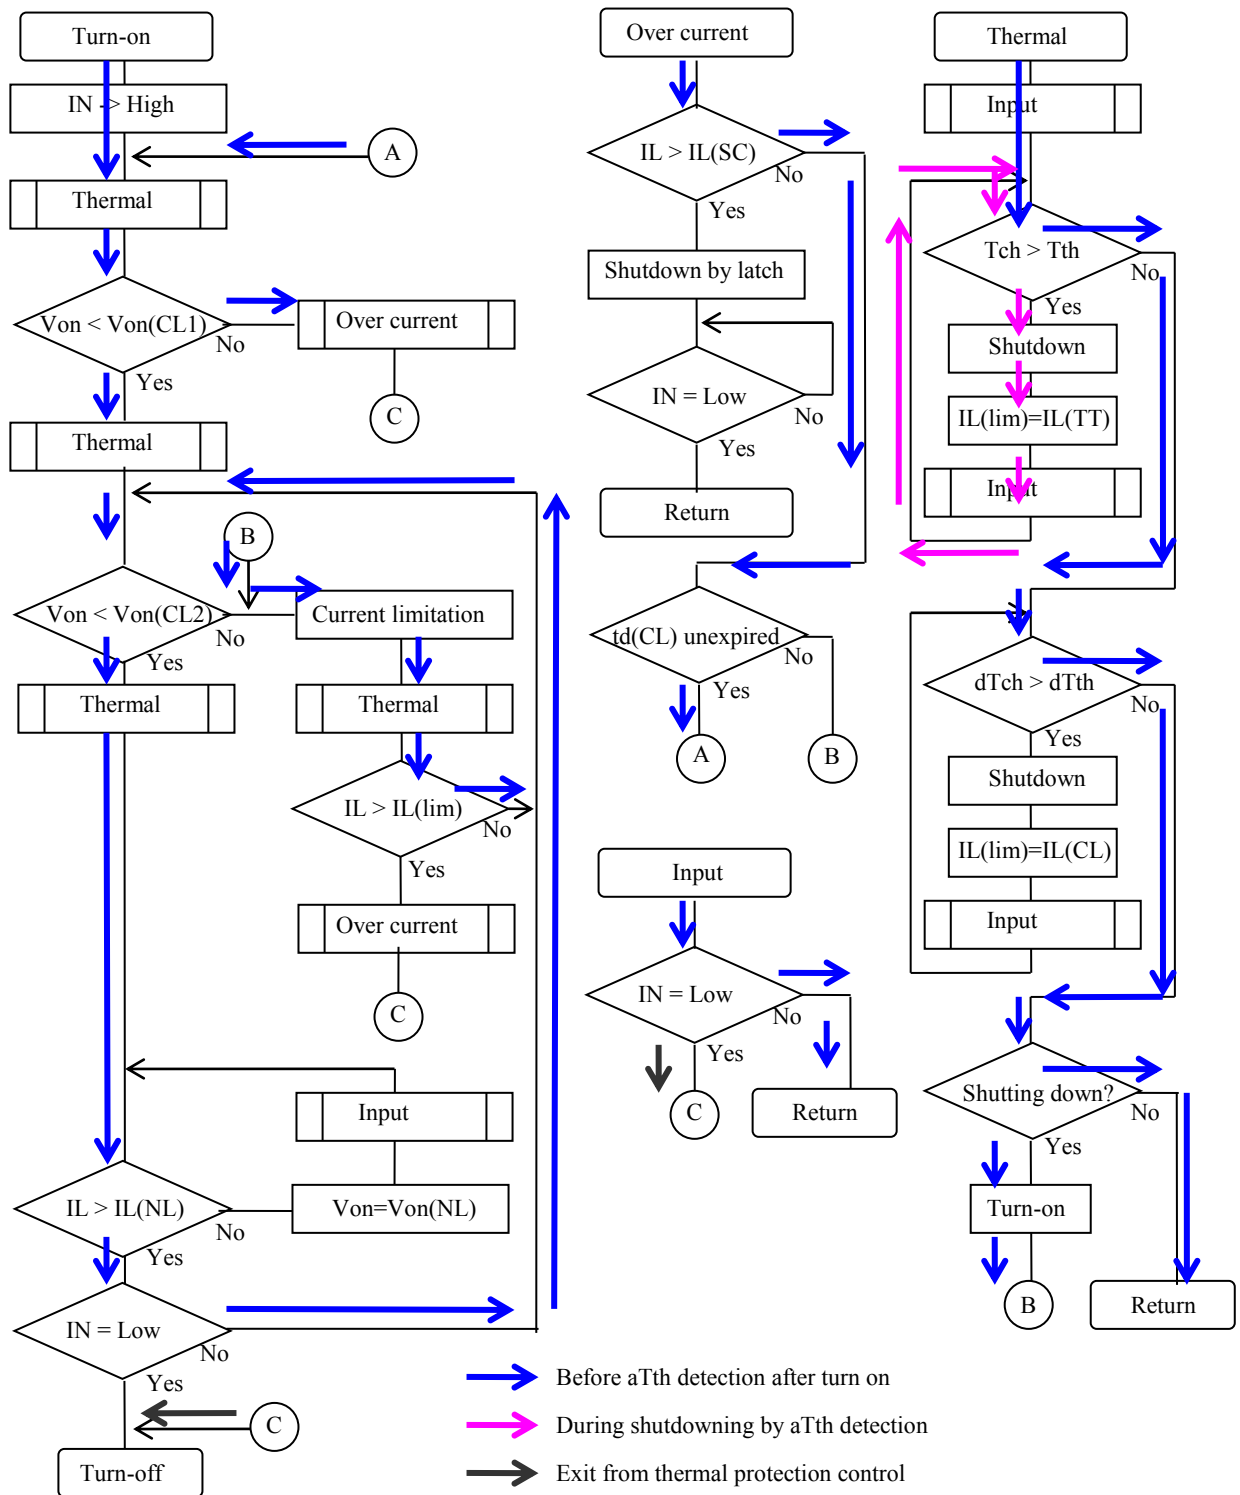 Turn-on
IN -> High
A
Thermal
Von < Von(CL1)
No
Yes
Over current
C
Thermal
B
Von < Von(CL2)
No
Yes
Current limitation
Thermal
Thermal
IL > IL(lim)
No
Yes
Over current
C
Input
IL > IL(NL)
No
Yes
Von=Von(NL)
IN = Low
No
Yes
C
Turn-off
Over current
IL > IL(SC)
No
Yes
Shutdown by latch
IN = Low
No
Yes
Return
td(CL) unexpired
No
Yes
A
B
Input
IN = Low
No
Yes
C
Return
Thermal
Input
Tch > Tth
No
Yes
Shutdown
IL(lim)=IL(TT)
Input
dTch > dTth
No
Yes
Shutdown
IL(lim)=IL(CL)
Input
Shutting down?
No
Yes
Turn-on
B
Return
Before aTth detection after turn on
During shutdowning by aTth detection
Exit from thermal protection control